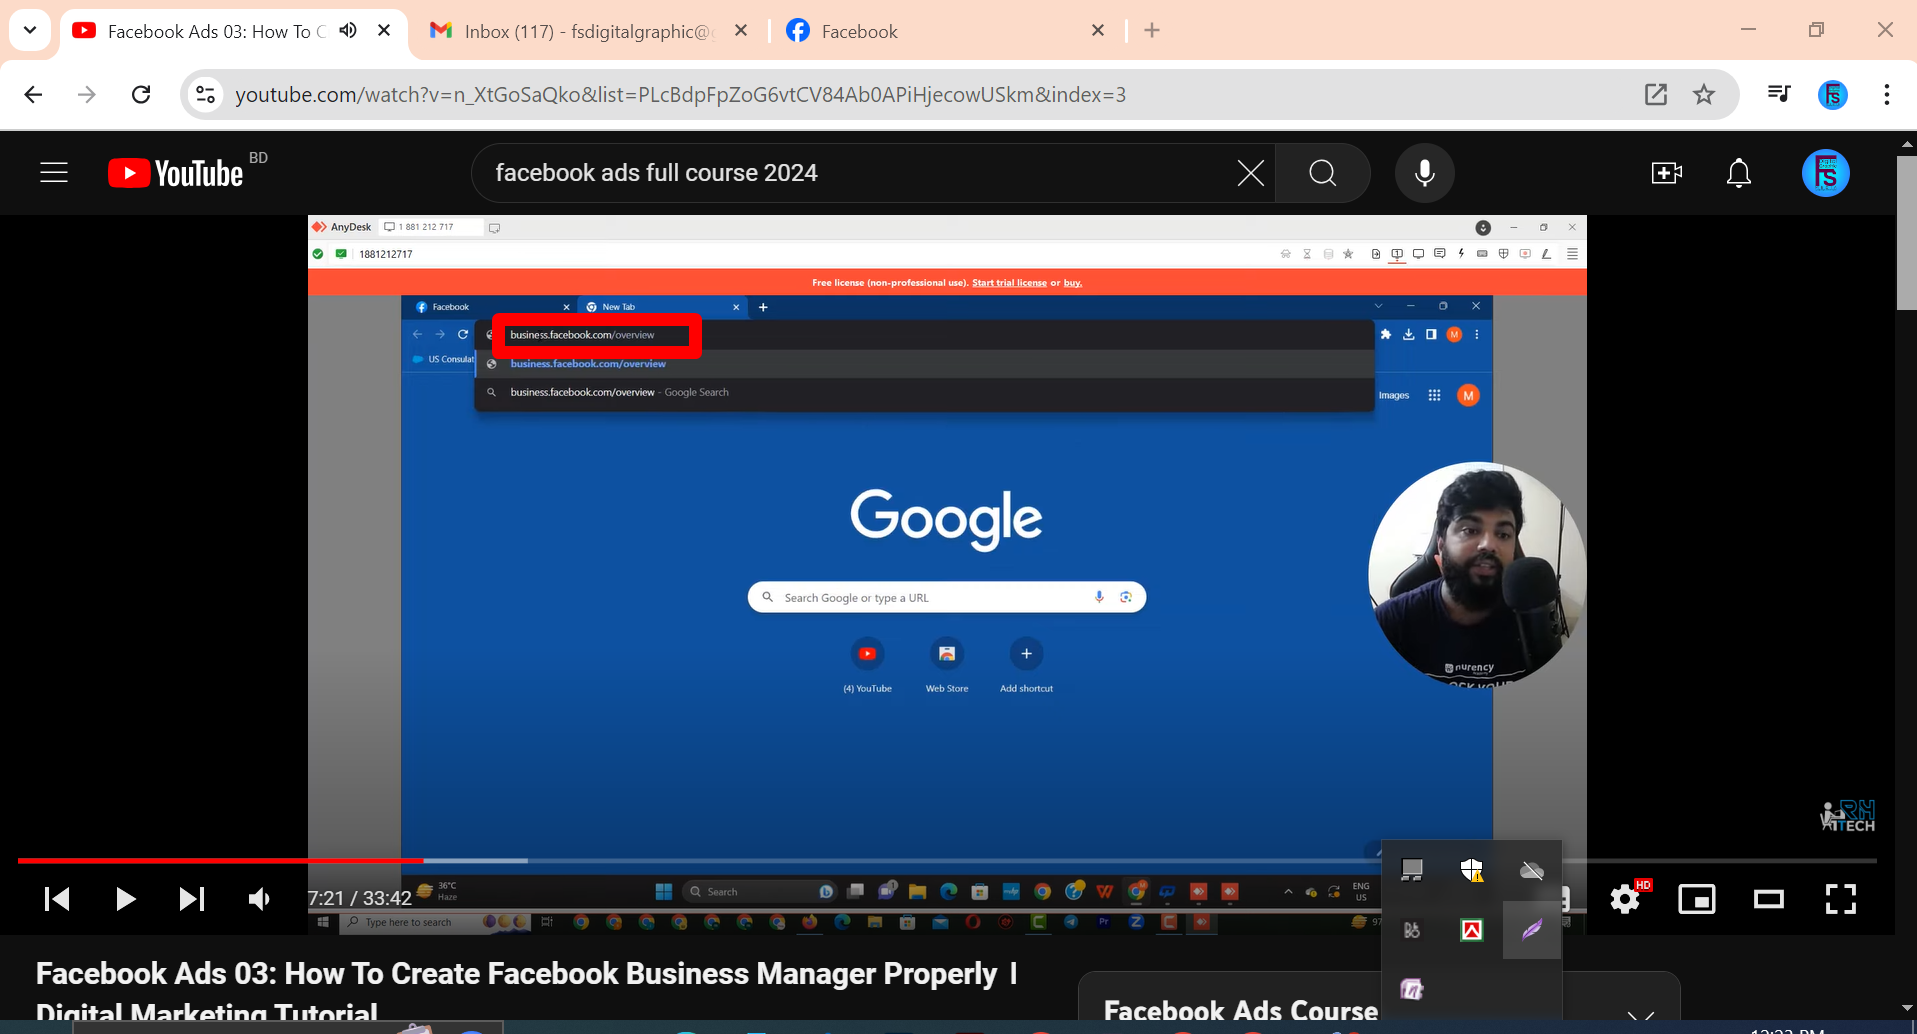 Facebook Ads 03: How To C
Inbox (117) - fsdigitalgraphic@g
Facebook
youtube.com/watch?v=n_XtGoSaQko&list=PLcBdpFpZoG6vtCV84Ab0APiHjecowUSkm&index=3
YouTube BD
facebook ads full course 2024
Fs
AnyDesk
1 881 212 717
1881212717
Free license (non-professional use). Start trial license or buy.
Facebook
New Tab
business.facebook.com/overview
M
US Consulat
business.facebook.com/overview
business.facebook.com/overview - Google Search
Images
M
Google
Search Google or type a URL
(4) YouTube
Web Store
Add shortcut
nurency
RH
ITECH
7:21 / 33:42
36°C
Haze
Search
ENG
US
HD
Type here to search
97
Facebook Ads 03: How To Create Facebook Business Manager Properly I
Digital Marketing Tutorial
Facebook Ads Course